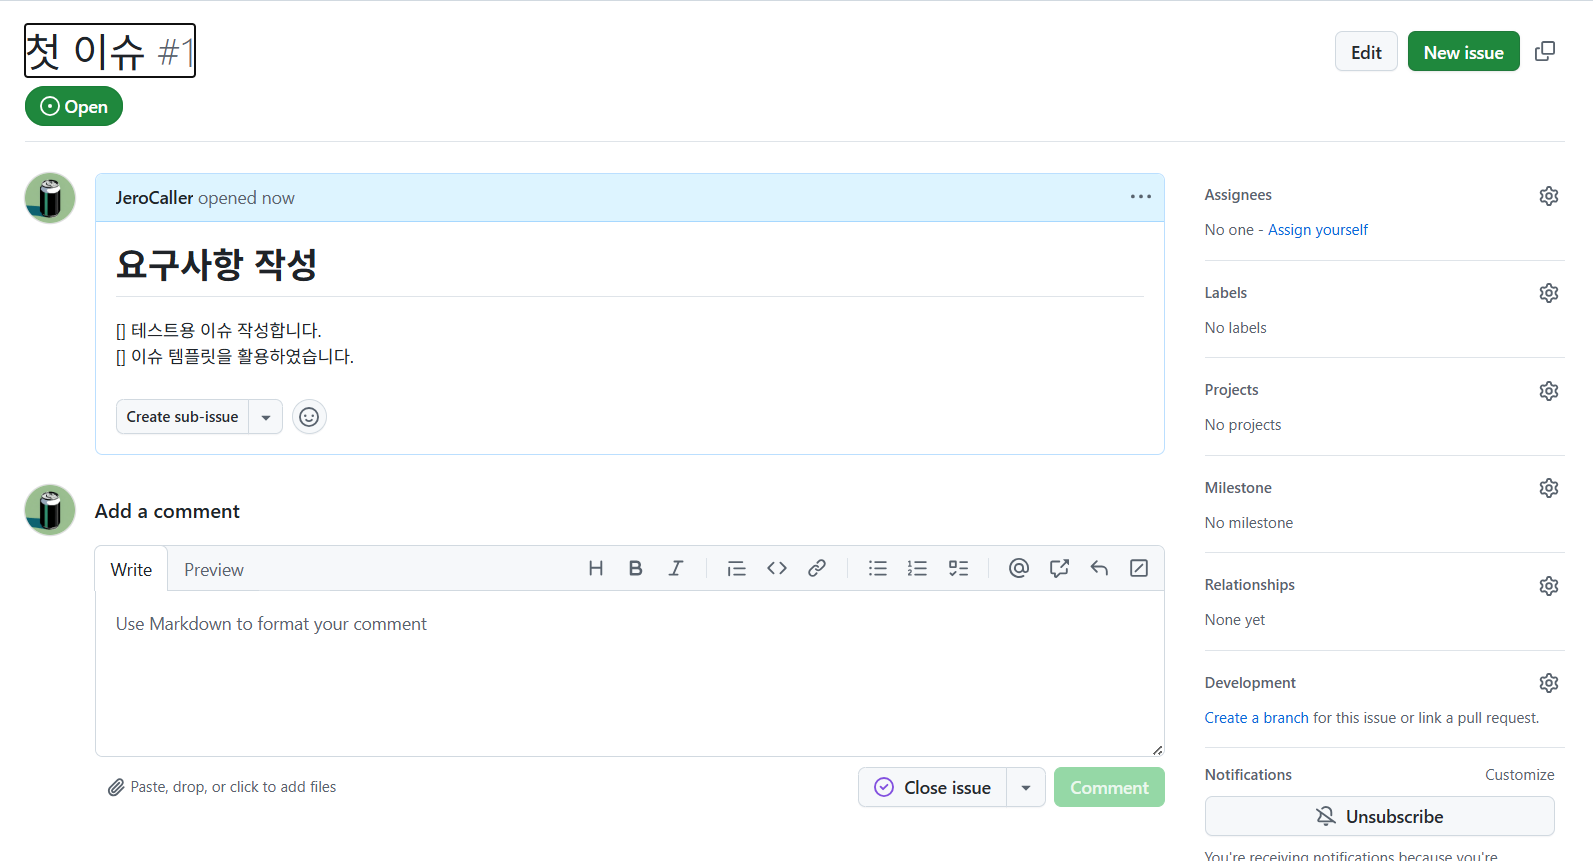 첫 이슈 #1
Edit
New issue
Open
JeroCaller opened now
요구사항 작성
[] 테스트용 이슈 작성합니다.
[] 이슈 템플릿을 활용하였습니다.
Create sub-issue
Add a comment
Write
Preview
Use Markdown to format your comment
Paste, drop, or click to add files
Close issue
Comment
Assignees
No one - Assign yourself
Labels
No labels
Projects
No projects
Milestone
No milestone
Relationships
None yet
Development
Create a branch for this issue or link a pull request.
Notifications
Customize
Unsubscribe
You're receiving notifications because you're